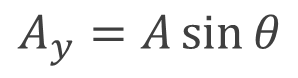 A_y = A sin θ